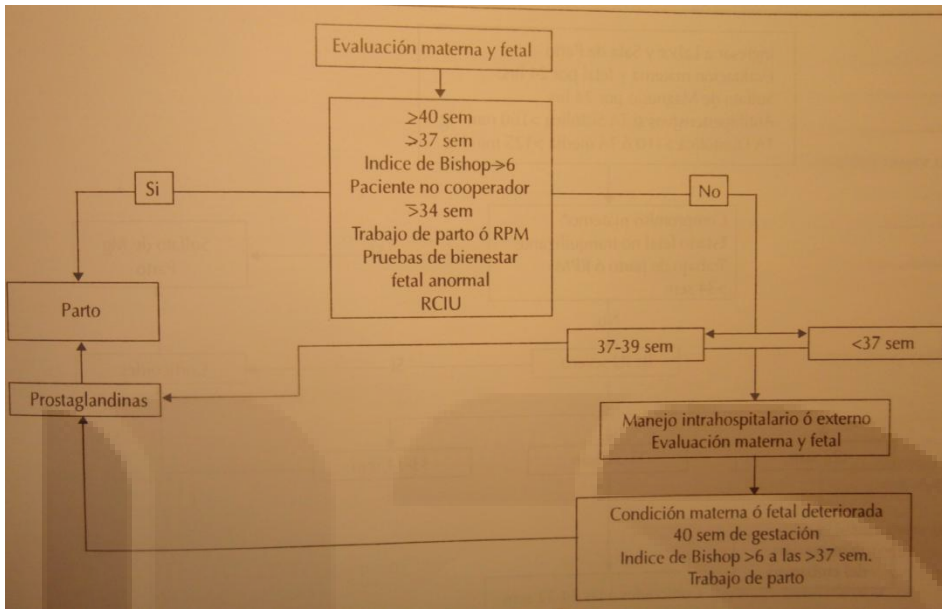 Evaluación materna y fetal
≥40 sem
>37 sem
Indice de Bishop>6
Paciente no cooperador
>34 sem
Trabajo de parto ó RPM
Pruebas de bienestar
fetal anormal
RCIU
Si
No
Parto
37-39 sem
<37 sem
Prostaglandinas
Manejo intrahospitalario ó externo
Evaluación materna y fetal
Condición materna ó fetal deteriorada
40 sem de gestación
Indice de Bishop >6 a las >37 sem.
Trabajo de parto